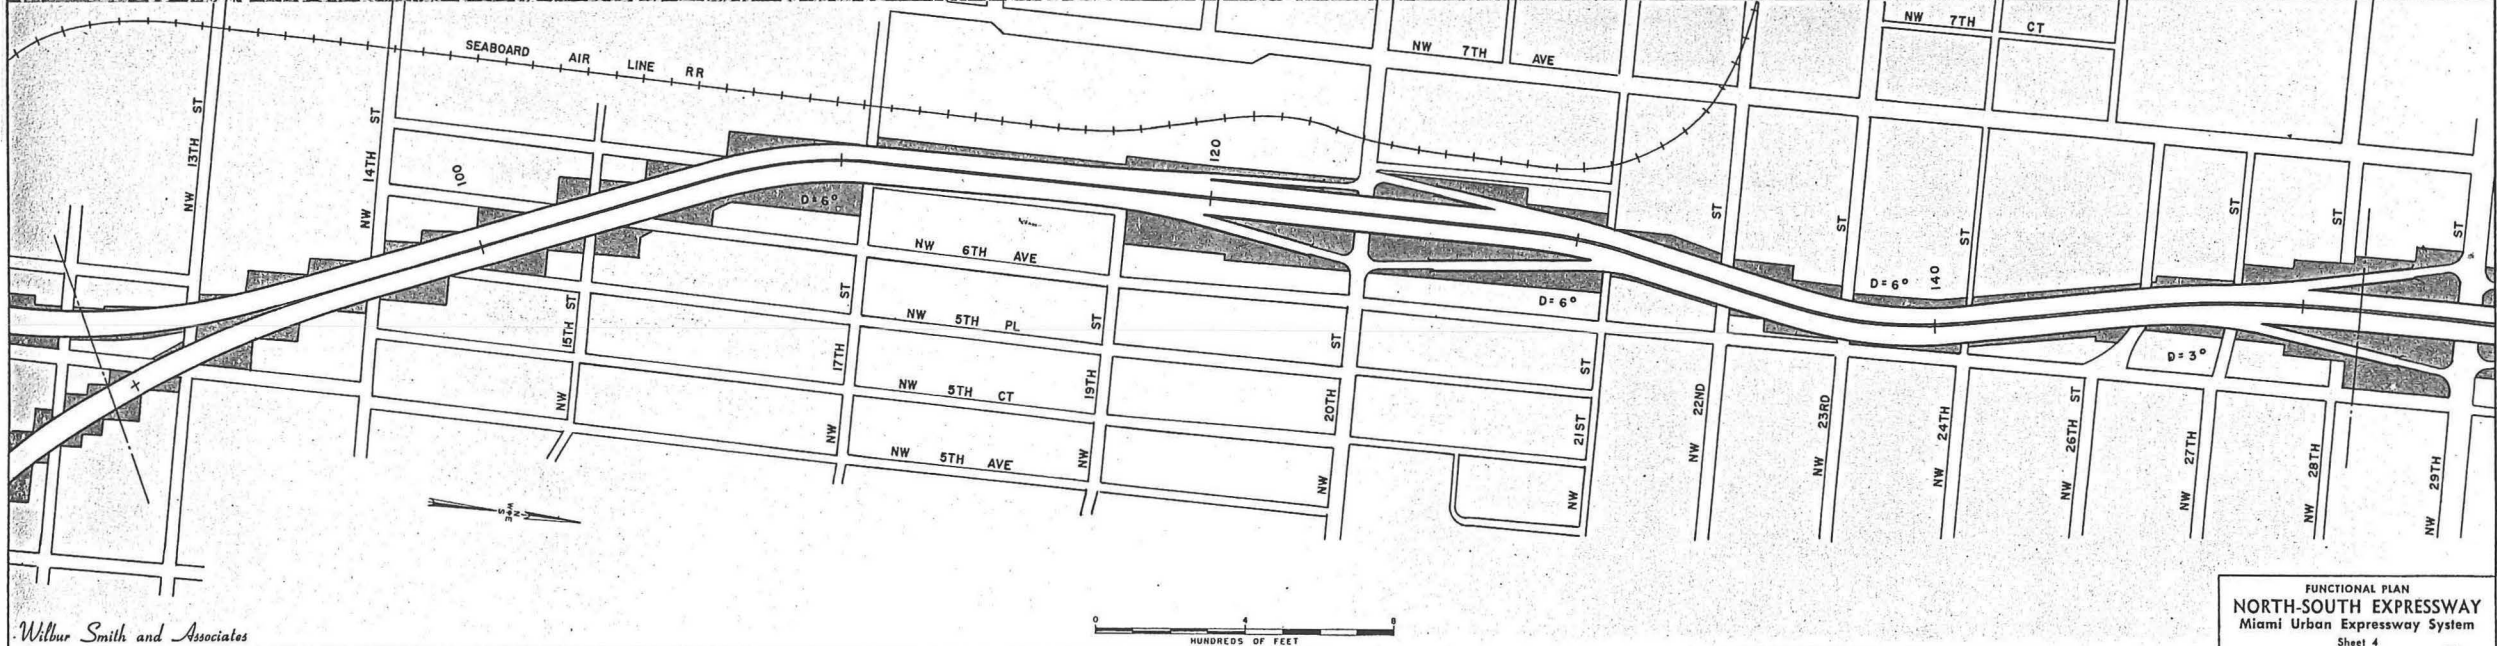 SEABOARD AIR LINE RR
NW 7TH AVE
NW 7TH CT
NW 13TH ST
NW 14TH ST
100
D=6°
120
NW 6TH AVE
NW 5TH PL
NW 5TH CT
NW 5TH AVE
NW 15TH ST
NW 17TH ST
NW 19TH ST
NW 20TH ST
D=6°
NW 21ST ST
NW 22ND ST
NW 23RD ST
D=6°
140
NW 24TH ST
NW 26TH ST
D=3°
NW 27TH ST
NW 28TH ST
NW 29TH ST
N
W E
S
0 4 8
HUNDREDS OF FEET
Wilbur Smith and Associates
FUNCTIONAL PLAN
NORTH-SOUTH EXPRESSWAY
Miami Urban Expressway System
Sheet 4